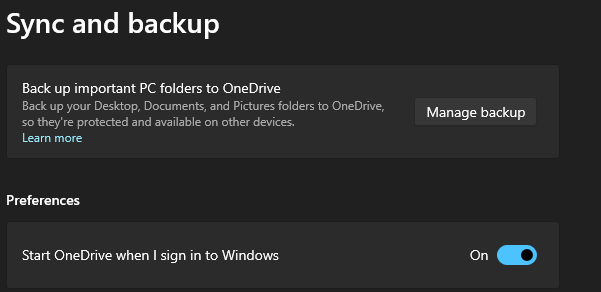 Sync and backup
Back up important PC folders to OneDrive
Back up your Desktop, Documents, and Pictures folders to OneDrive,
so they're protected and available on other devices.
Learn more
Manage backup
Preferences
Start OneDrive when I sign in to Windows
On